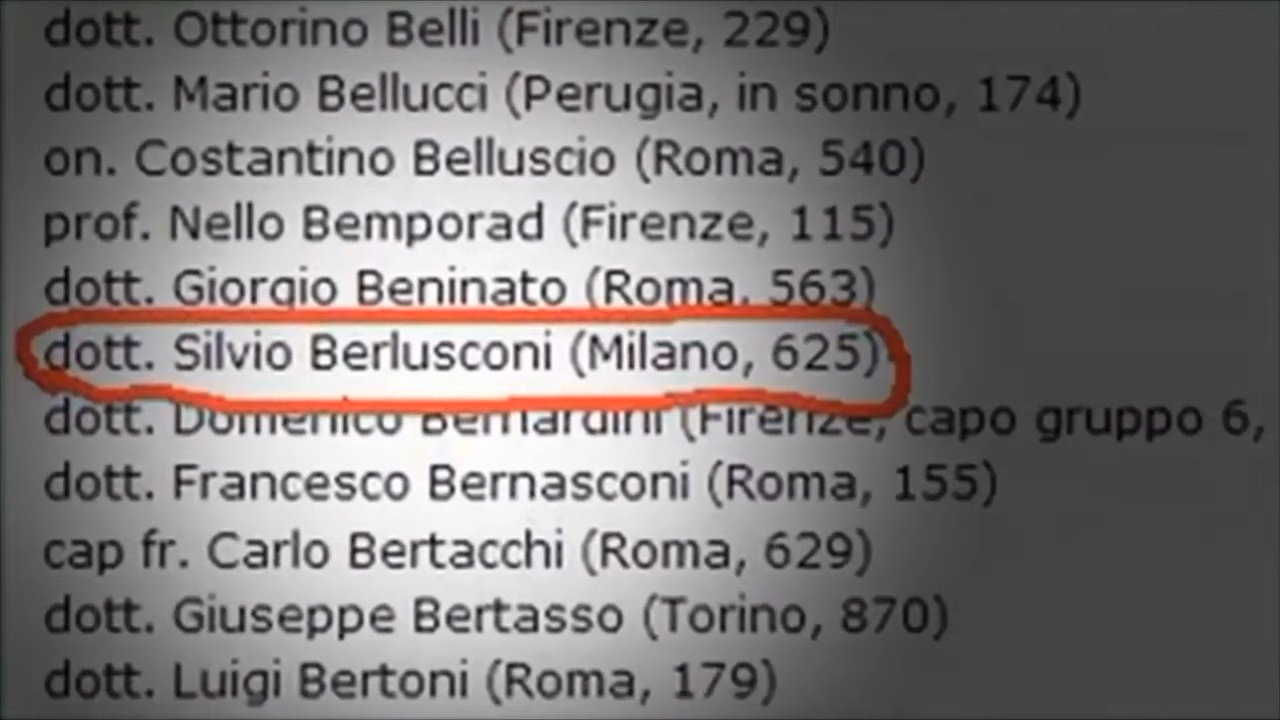 dott. Ottorino Belli (Firenze, 229)
dott. Mario Bellucci (Perugia, in sonno, 174)
on. Costantino Belluscio (Roma, 540)
prof. Nello Bemporad (Firenze, 115)
dott. Giorgio Beninato (Roma, 563)
dott. Silvio Berlusconi (Milano, 625)
dott. Domenico Bernardini (Firenze, capo gruppo 6,
dott. Francesco Bernasconi (Roma, 155)
cap fr. Carlo Bertacchi (Roma, 629)
dott. Giuseppe Bertasso (Torino, 870)
dott. Luigi Bertoni (Roma, 179)